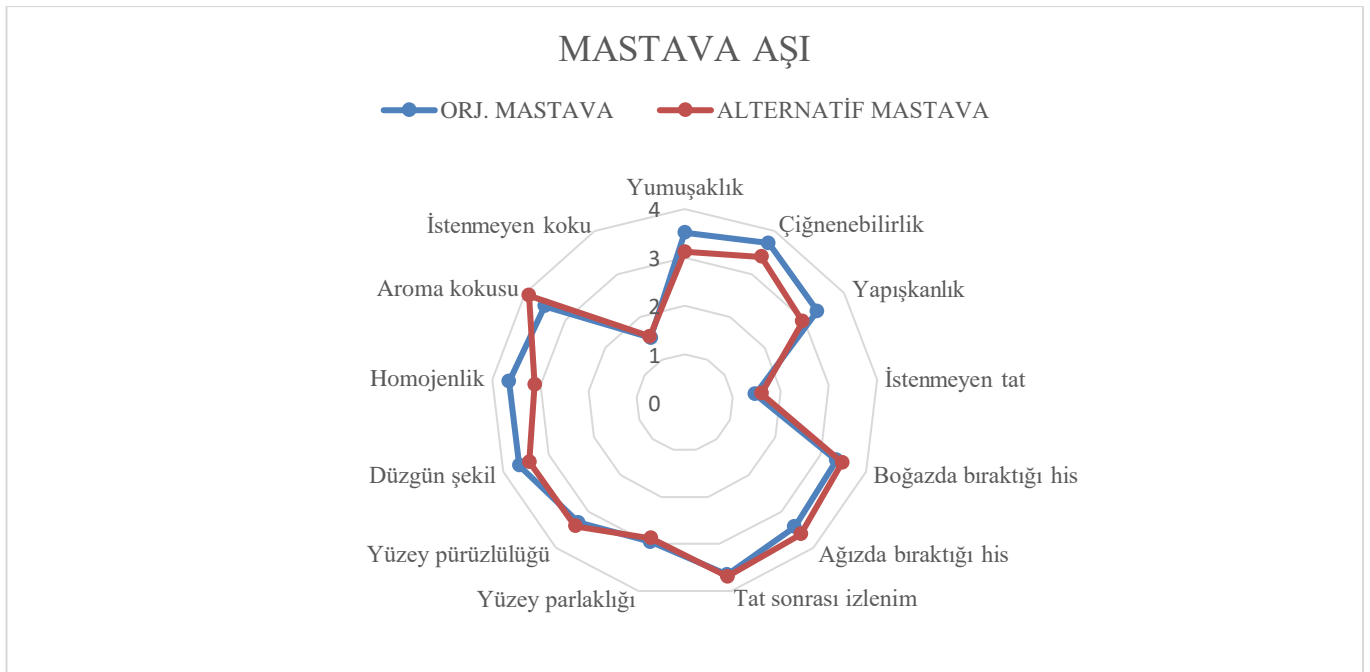 MASTAVA AŞI
ORJ. MASTAVA
ALTERNATİF MASTAVA
Yumuşaklık
Çiğnenebilirlik
Yapışkanlık
İstenmeyen tat
Boğazda bıraktığı his
Ağızda bıraktığı his
Tat sonrası izlenim
Yüzey parlaklığı
Yüzey pürüzlülüğü
Düzgün şekil
Homojenlik
Aroma kokusu
İstenmeyen koku
4
3
2
1
0